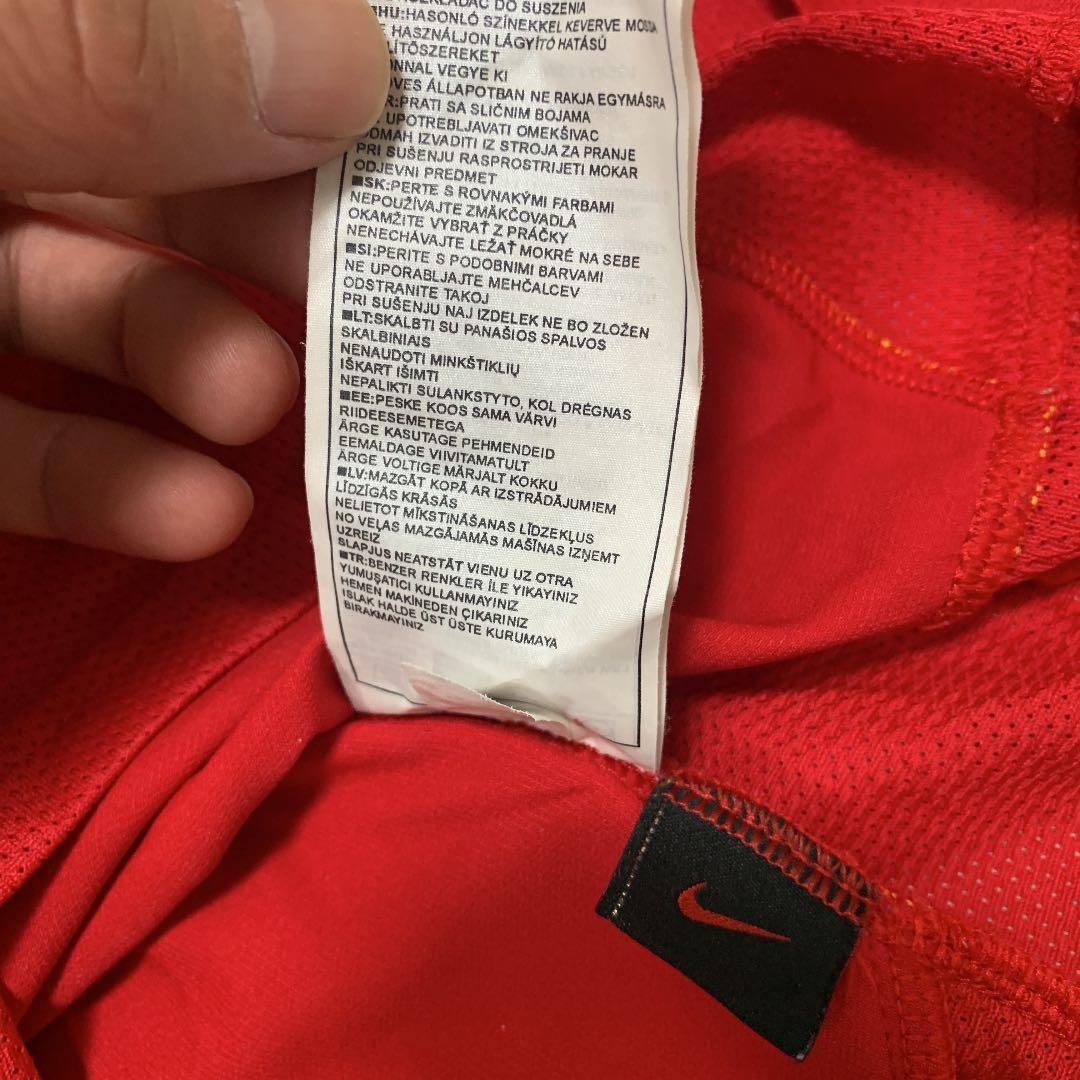 DO SUSZENIA
HU:HASONLÓ SZÍNEKKEL KEVERVE MOSSA
HASZNÁLJON LÁGYÍTÓ HATÁSÚ
VEGYE KI
ÁLLAPOTBAN NE RAKJA EGYMÁSRA
PRATI SA SLIČNIM BOJAMA
UPOTREBLJAVATI OMEKŠIVAC
IZVADITI IZ STROJA ZA PRANJE
PRI SUŠENJU RASPROSTRIJETI MOKAR
ODJEVNI PREDMET
■SK:PERTE S ROVNAKÝMI FARBAMI
NEPOUŽÍVAJTE ZMÄKČOVADLÁ
OKAMŽITE VYBRAŤ Z PRÁČKY
NENECHÁVAJTE LEŽAŤ MOKRÉ NA SEBE
■SI:PERITE S PODOBNIMI BARVAMI
NE UPORABLJAJTE MEHČALCEV
ODSTRANITE TAKOJ
PRI SUŠENJU NAJ IZDELEK NE BO ZLOŽEN
■LT:SKALBTI SU PANAŠIOS SPALVOS
SKALBINIAIS
NENAUDOTI MINKŠTIKLIŲ
IŠKART IŠIMTI
NEPALIKTI SULANKSTYTO, KOL DRĖGNAS
■EE:PESKE KOOS SAMA VÄRVI
RIIDEESEMETEGA
ÄRGE KASUTAGE PEHMENDEID
EEMALDAGE VIIVITAMATULT
ÄRGE VOLTIGE MÄRJALT KOKKU
■LV:MAZGĀT KOPĀ AR IZSTRĀDĀJUMIEM
LĪDZĪGĀS KRĀSĀS
NELIETOT MĪKSTINĀŠANAS LĪDZEKĻUS
NO VEĻAS MAZGĀJAMĀS MAŠĪNAS IZŅEMT
UZREIZ
SLAPJUS NEATSTĀT VIENU UZ OTRA
■TR:BENZER RENKLER İLE YIKAYINIZ
YUMUŞATICI KULLANMAYINIZ
HEMEN MAKİNEDEN ÇIKARINIZ
ISLAK HALDE ÜST ÜSTE KURUMAYA
BIRAKMAYINIZ